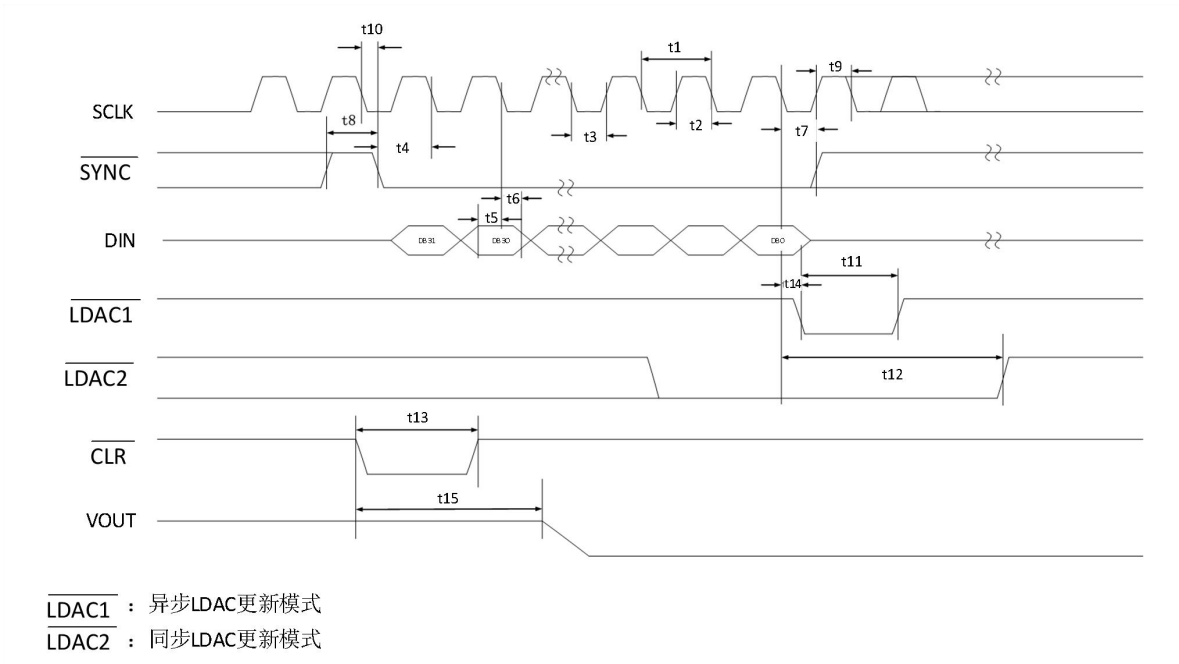 t10
t1
t9
SCLK
t8
t4
t3
t2
t7
SYNC
t6
t5
DIN
DB31
DB30
DB0
t11
t14
LDAC1
t12
LDAC2
t13
CLR
t15
VOUT
LDAC1 : 异步LDAC更新模式
LDAC2 : 同步LDAC更新模式